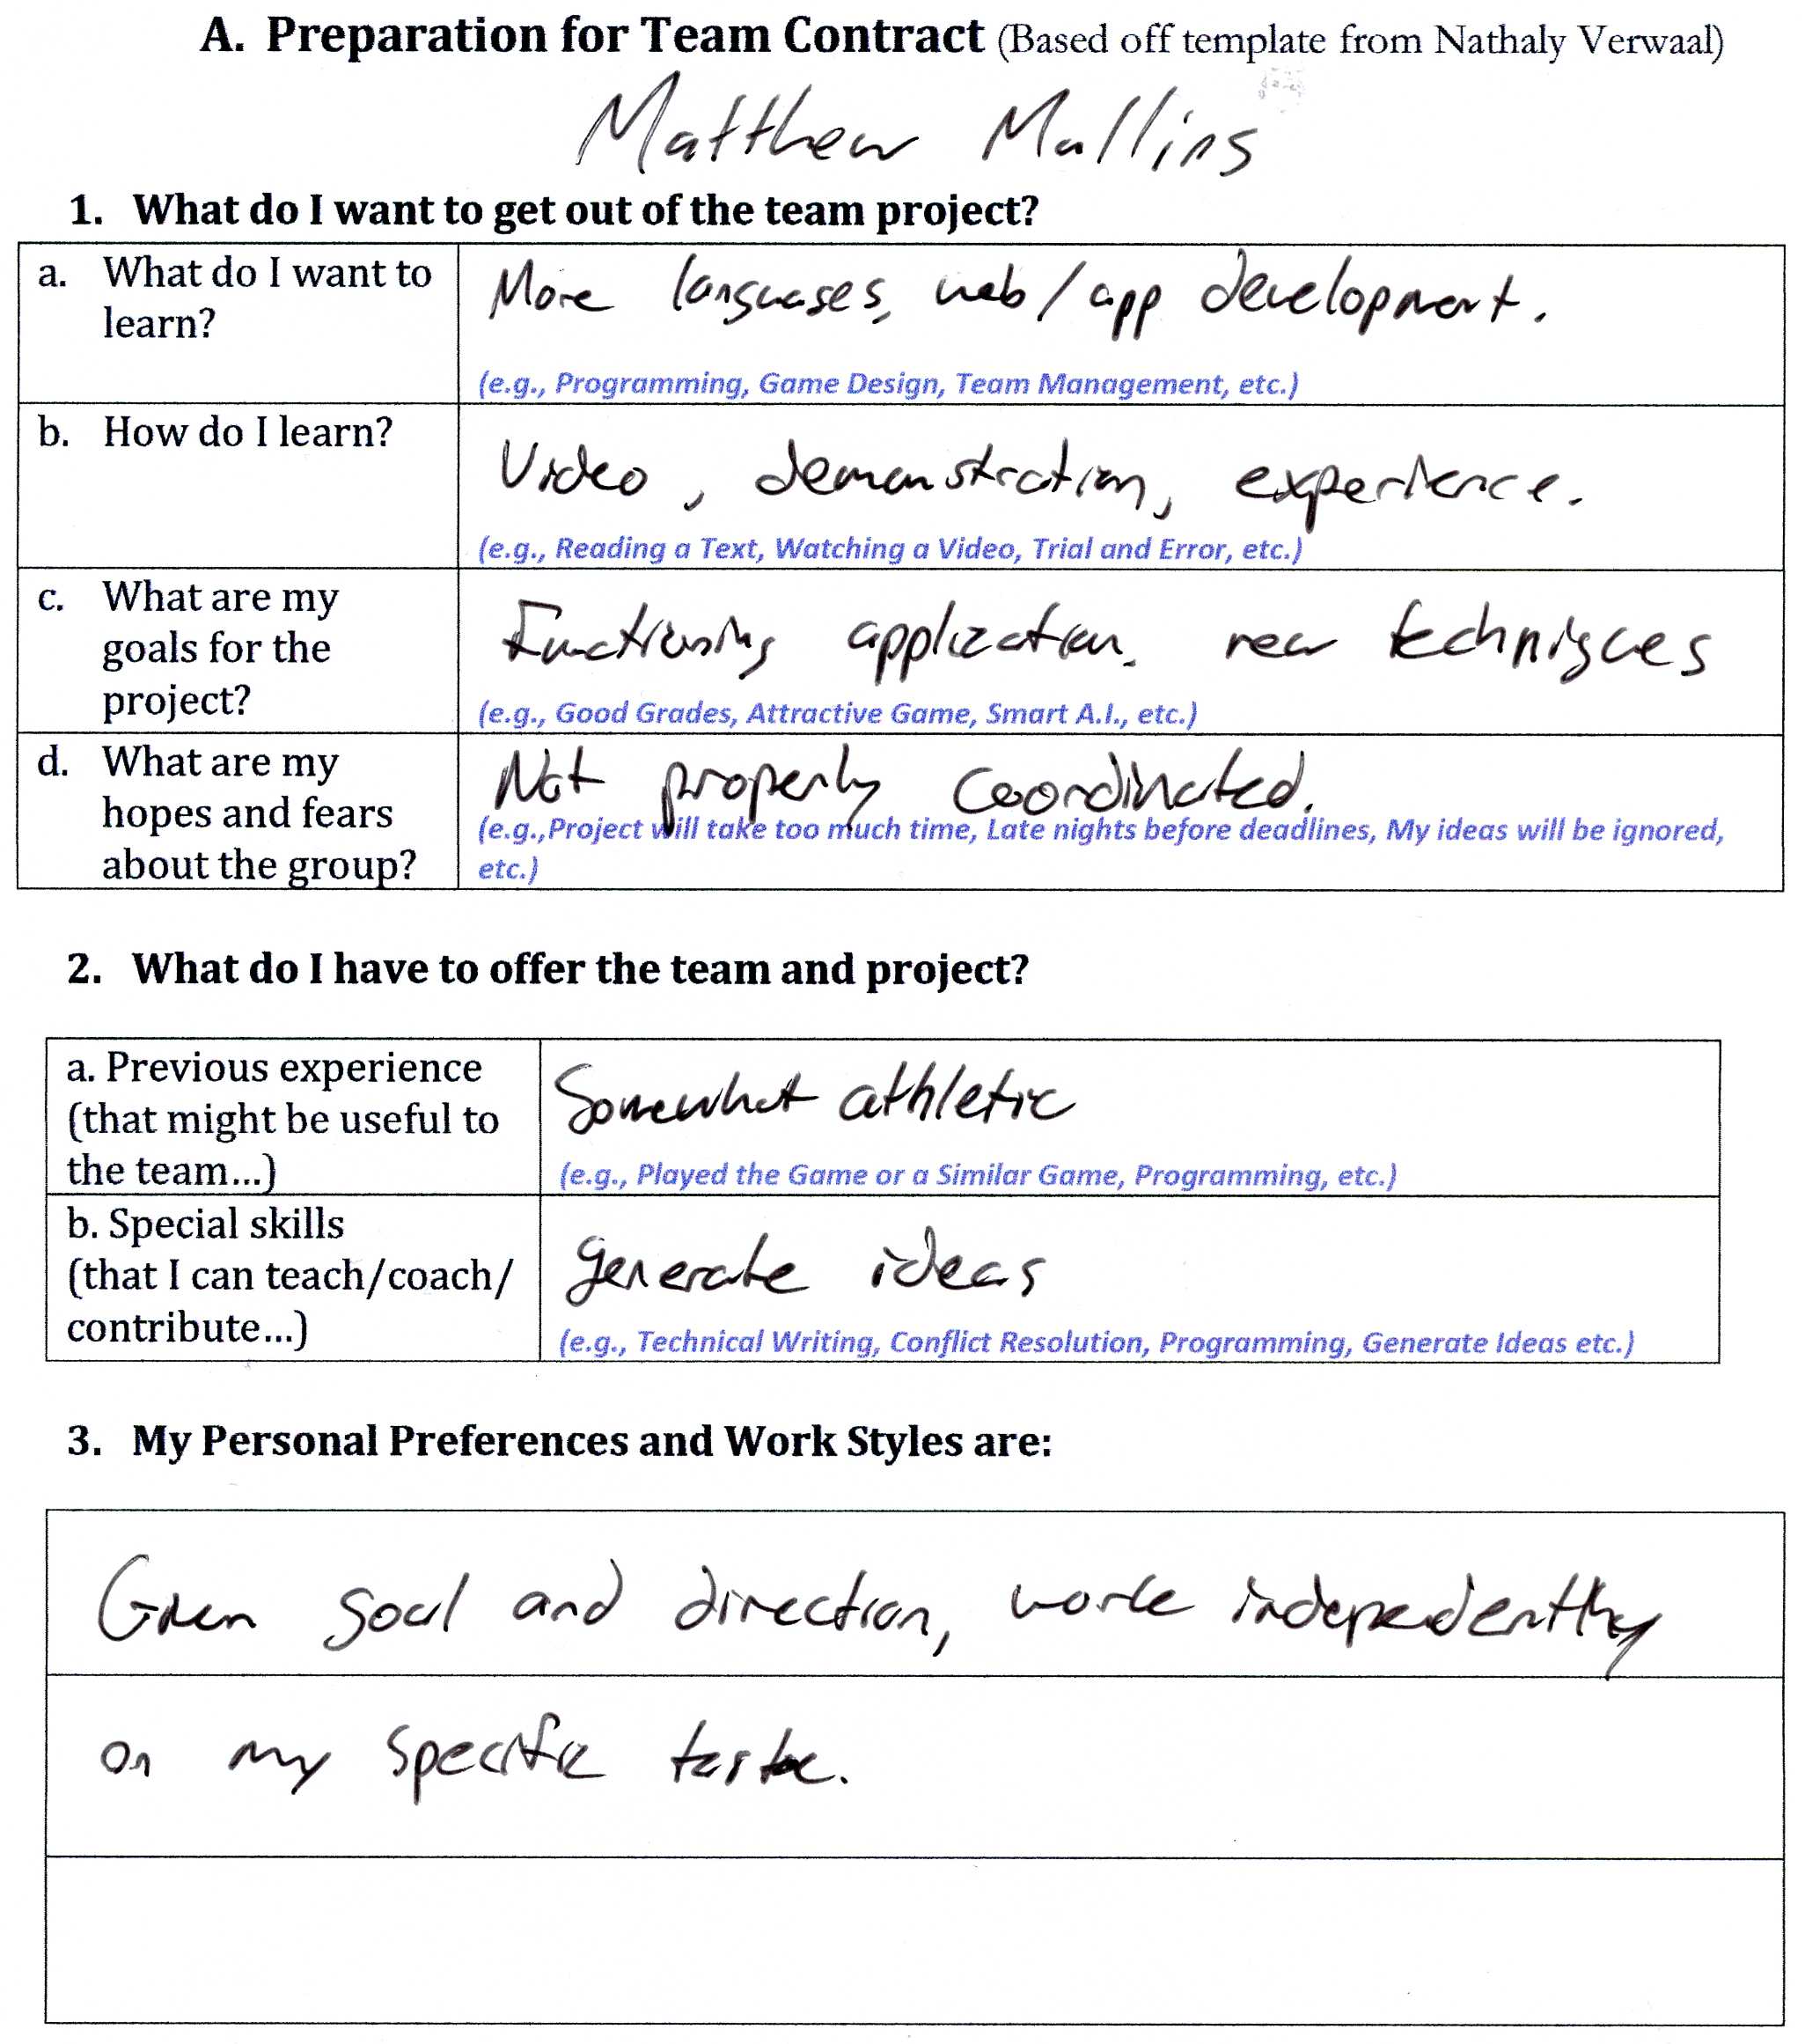 A. Preparation for Team Contract (Based off template from Nathaly Verwaal)
Matthew Mullins
1. What do I want to get out of the team project?
a. What do I want to
learn?
More languages, web/app development.
(e.g., Programming, Game Design, Team Management, etc.)
b. How do I learn?
Video, demonstration, experience.
(e.g., Reading a Text, Watching a Video, Trial and Error, etc.)
c. What are my
goals for the
project?
Functioning application. new techniques
(e.g., Good Grades, Attractive Game, Smart A.I., etc.)
d. What are my
hopes and fears
about the group?
Not properly coordinated.
(e.g.,Project will take too much time, Late nights before deadlines, My ideas will be ignored,
etc.)
2. What do I have to offer the team and project?
a. Previous experience
(that might be useful to
the team...)
Somewhat athletic
(e.g., Played the Game or a Similar Game, Programming, etc.)
b. Special skills
(that I can teach/coach/
contribute...)
generate ideas
(e.g., Technical Writing, Conflict Resolution, Programming, Generate Ideas etc.)
3. My Personal Preferences and Work Styles are:
Given goal and direction, work independently
on my specific task.